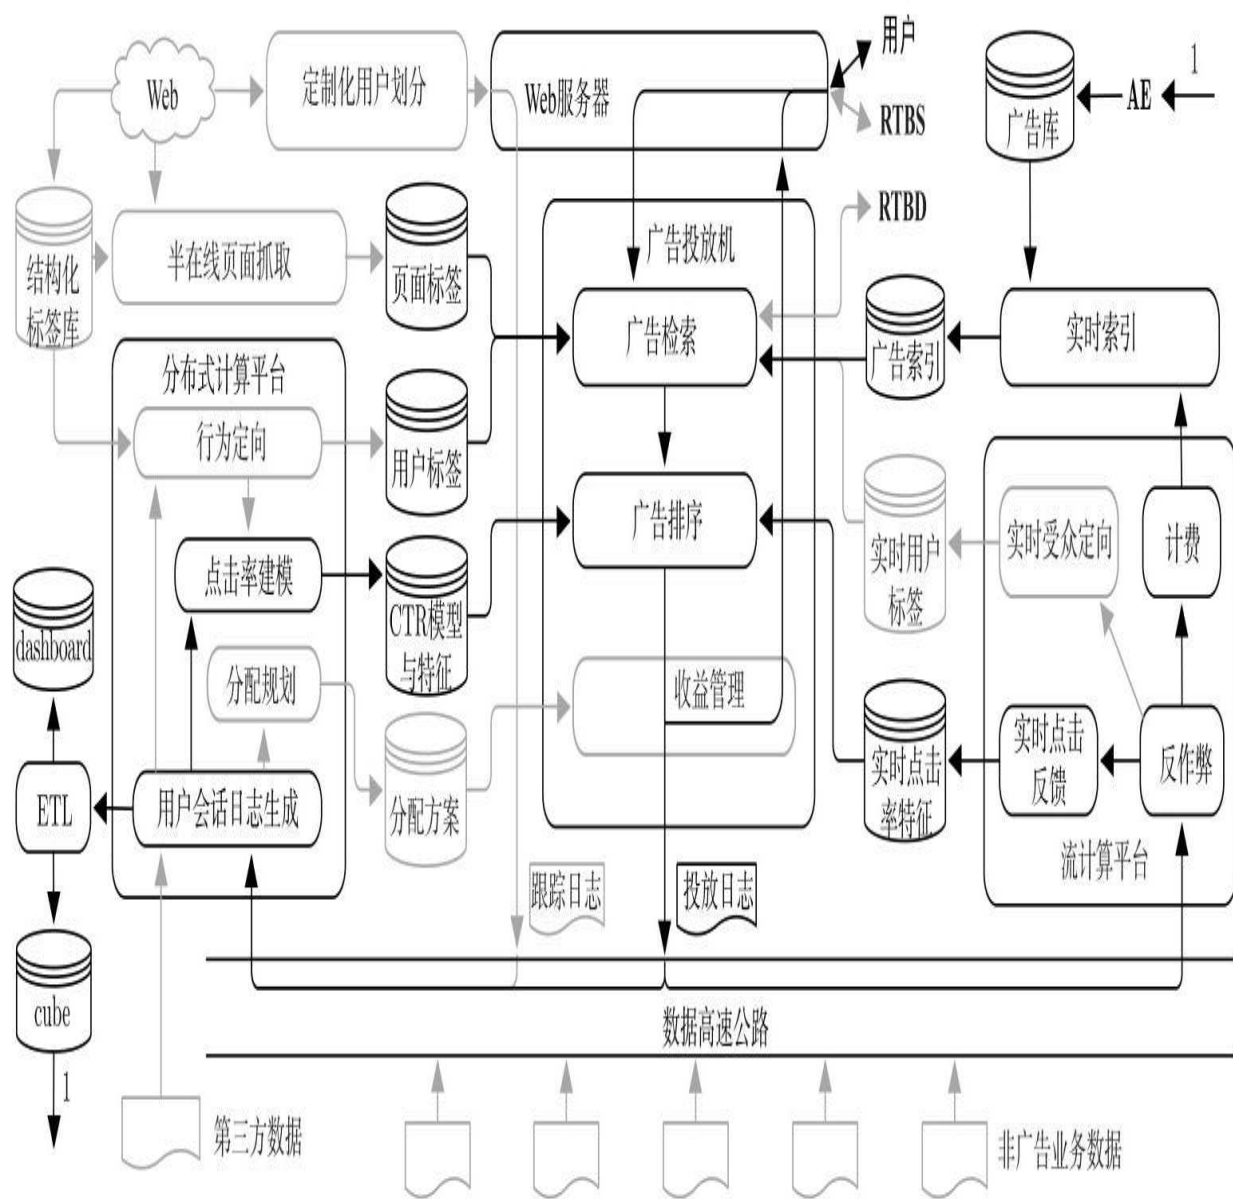 Web
定制化用户划分
Web服务器
用户
RTBS
广告库
AE
1
RTBD
结构化
标签库
半在线页面抓取
页面标签
广告投放机
广告检索
广告索引
实时索引
分布式计算平台
行为定向
用户标签
广告排序
实时用户
标签
实时受众定向
计费
点击率建模
CTR模型
与特征
dashboard
分配规划
收益管理
分配方案
实时点击
率特征
实时点击
反馈
反作弊
ETL
用户会话日志生成
流计算平台
跟踪日志
投放日志
cube
数据高速公路
1
第三方数据
非广告业务数据